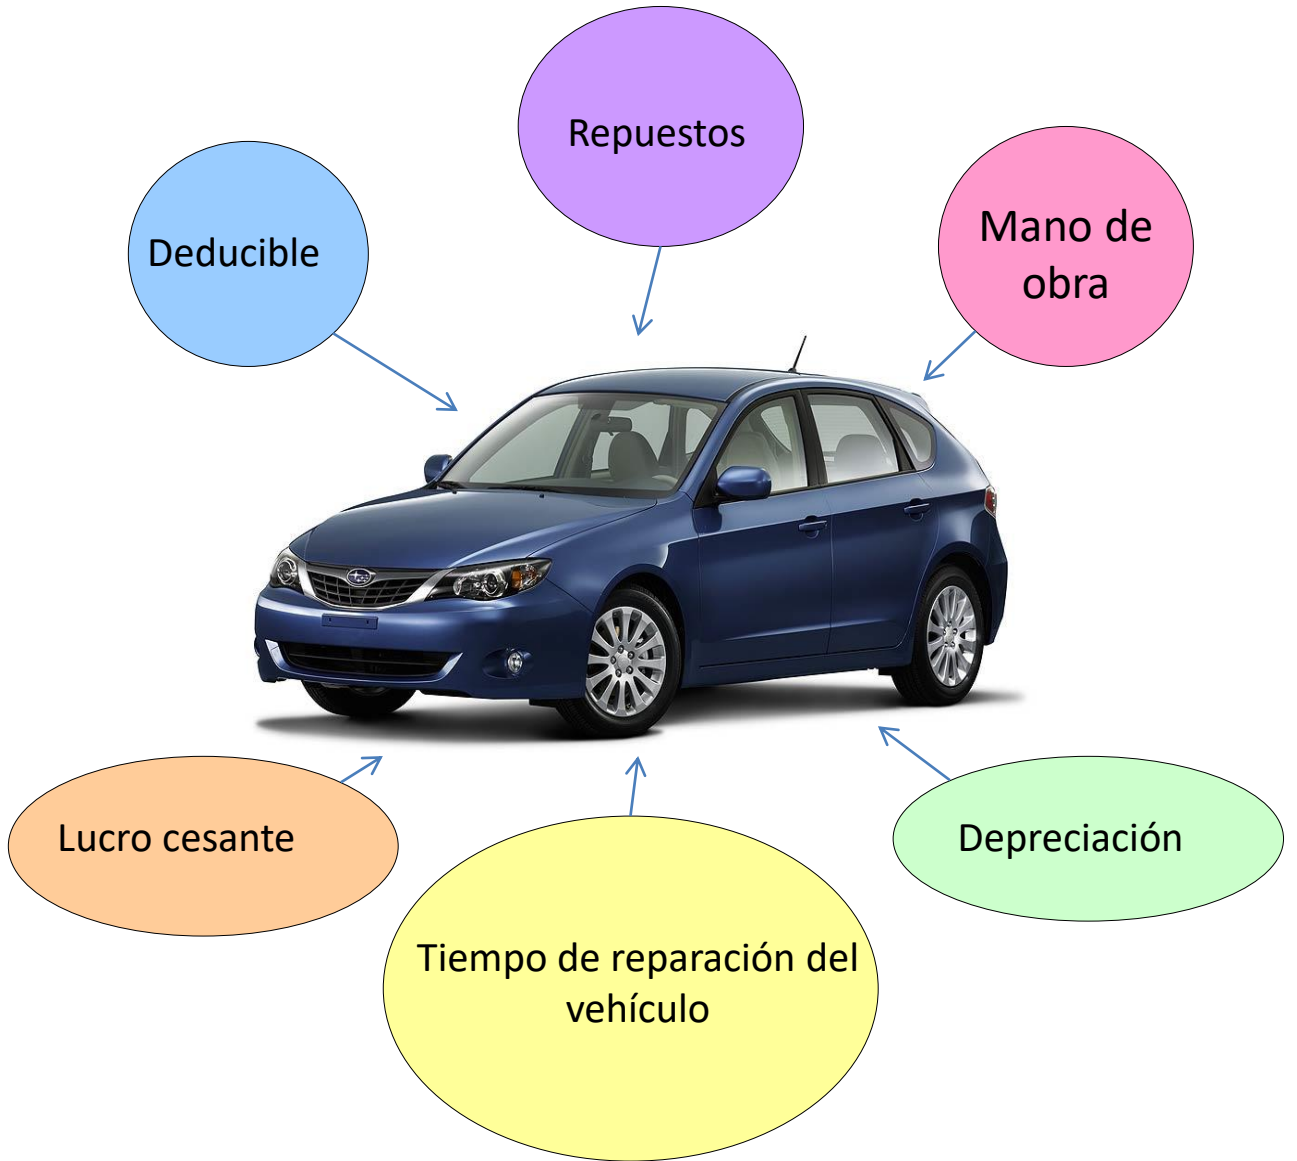 Repuestos
Deducible
Mano de
obra
Lucro cesante
Depreciación
Tiempo de reparación del
vehículo